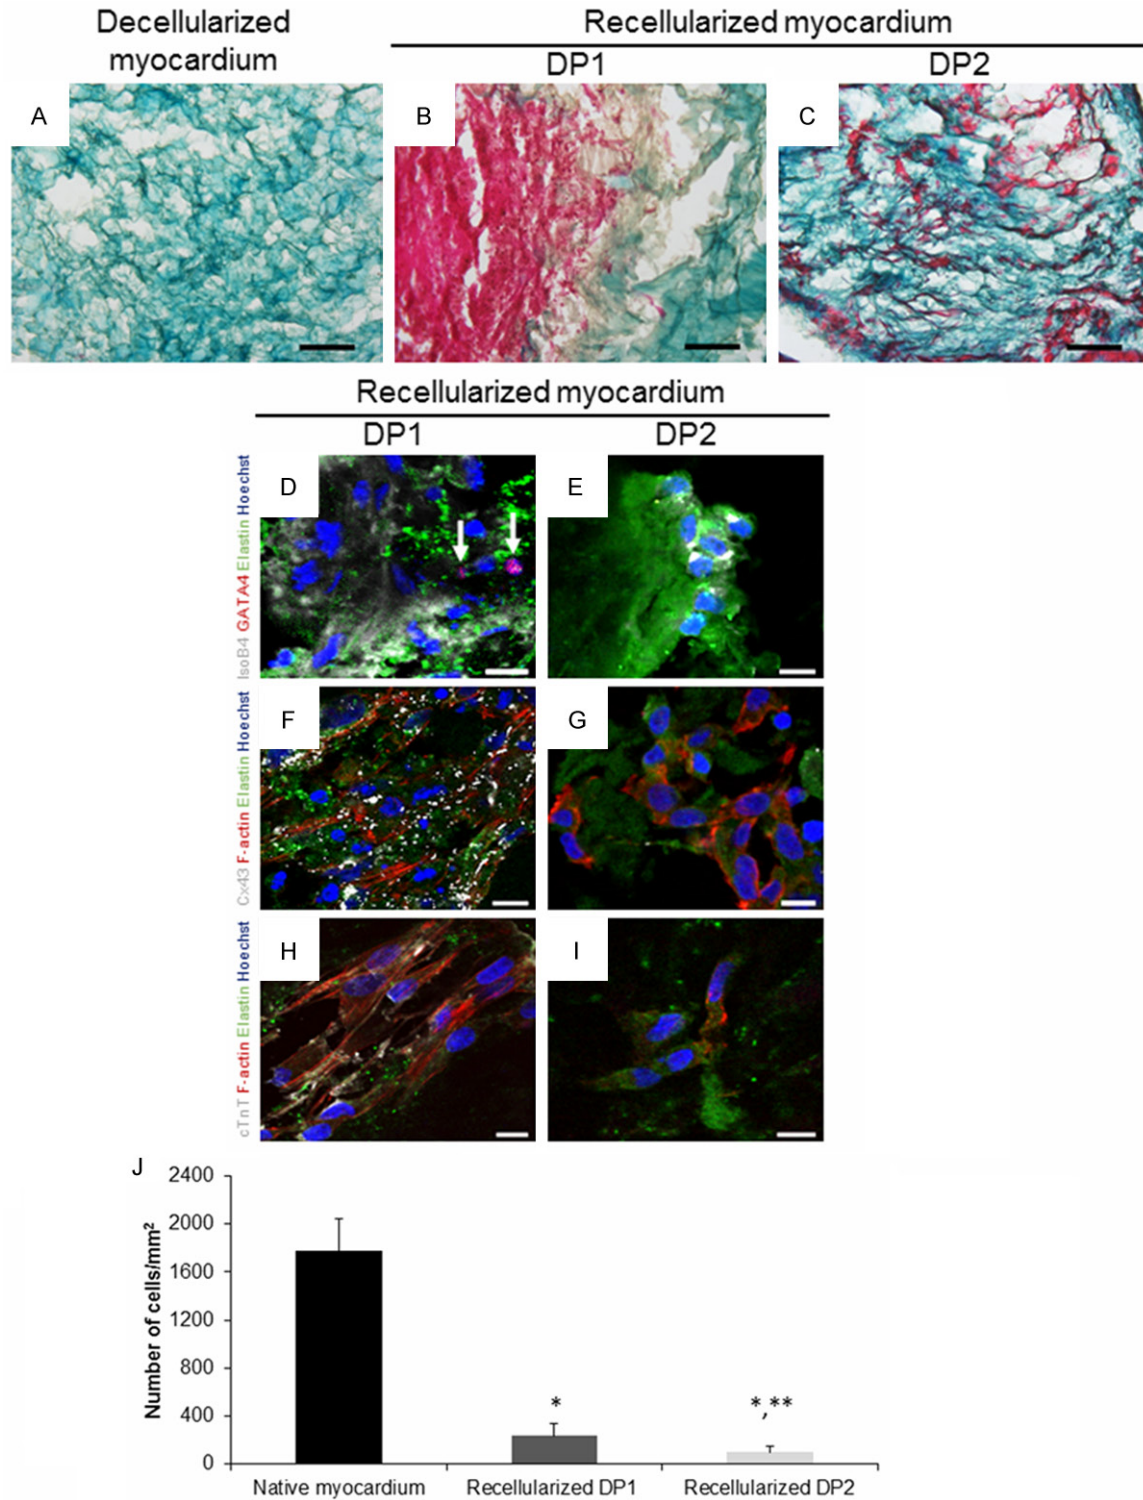 Decellularized
myocardium
Recellularized myocardium
DP1
DP2
A
B
C
Recellularized myocardium
DP1
DP2
IsoB4 GATA4 Elastin Hoechst
D
E
Cx43 F-actin Elastin Hoechst
F
G
cTnT F-actin Elastin Hoechst
H
I
J
Number of cells/mm²
2400
2000
1600
1200
800
400
0
*
*,**
Native myocardium
Recellularized DP1
Recellularized DP2